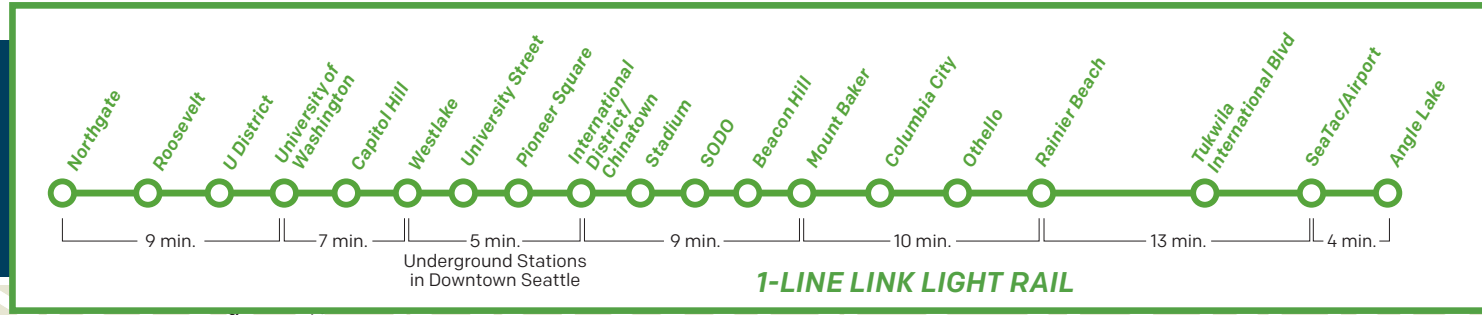 Northgate
Roosevelt
U District
University of
Washington
Capitol Hill
Westlake
University Street
Pioneer Square
International
District/
Chinatown
Stadium
SODO
Beacon Hill
Mount Baker
Columbia City
Othello
Rainier Beach
Tukwila
International Blvd
SeaTac/Airport
Angle Lake
9 min.
7 min.
5 min.
9 min.
10 min.
13 min.
4 min.
Underground Stations
in Downtown Seattle
1-LINE LINK LIGHT RAIL